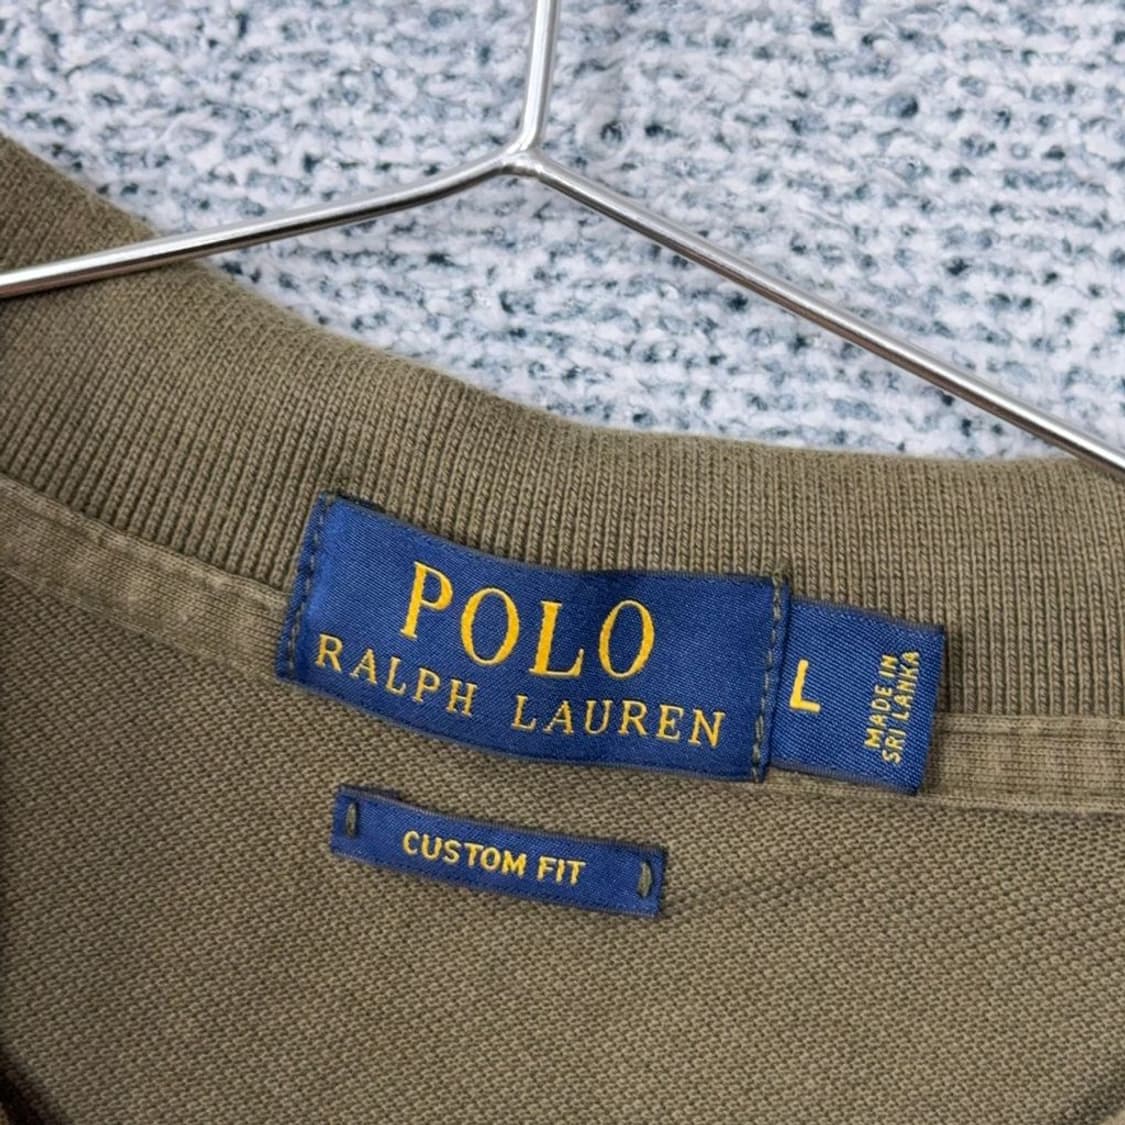 POLO
RALPH LAUREN
L
MADE IN
SRI LANKA
CUSTOM FIT